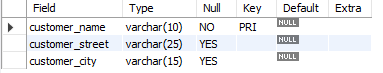 Field Type Null Key Default Extra
customer_name varchar(10) NO PRI NULL
customer_street varchar(25) YES NULL
customer_city varchar(15) YES NULL